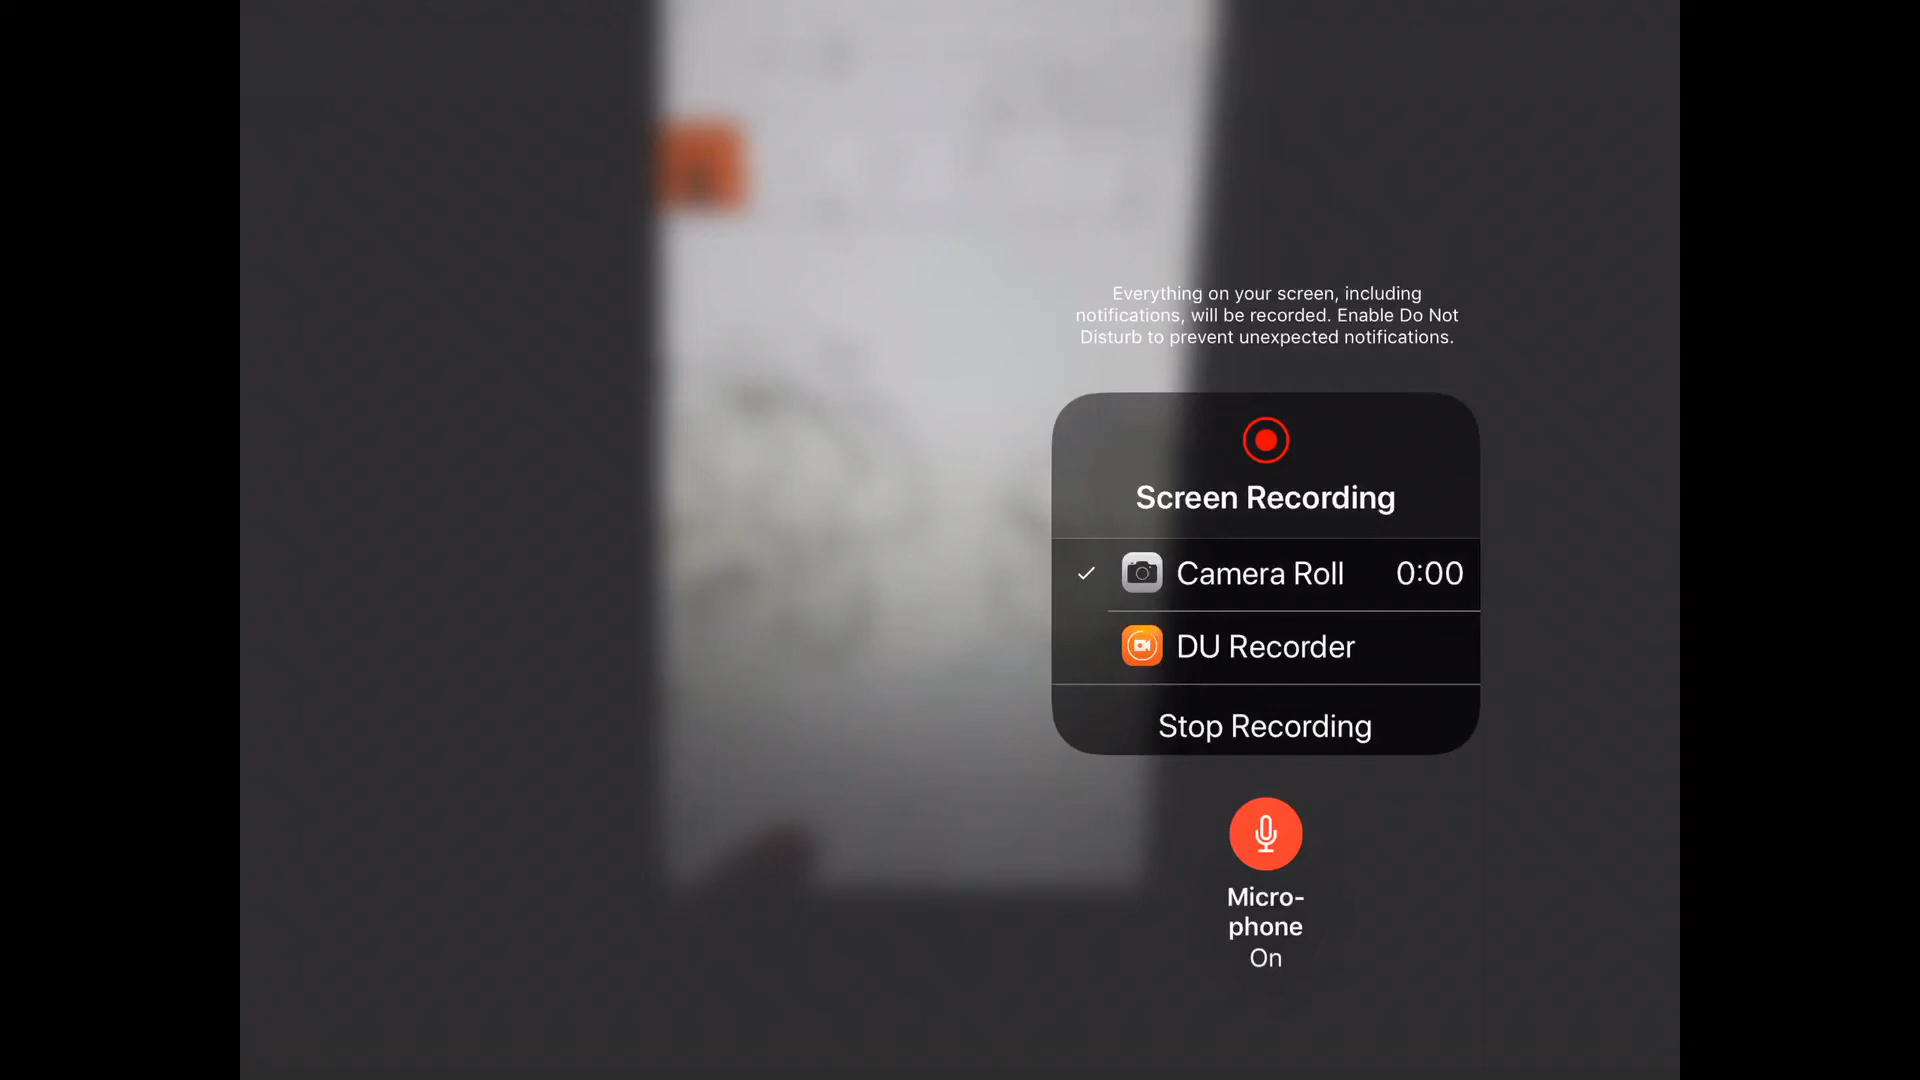 Everything on your screen, including
notifications, will be recorded. Enable Do Not
Disturb to prevent unexpected notifications.
Screen Recording
Camera Roll 0:00
DU Recorder
Stop Recording
Micro-
phone
On